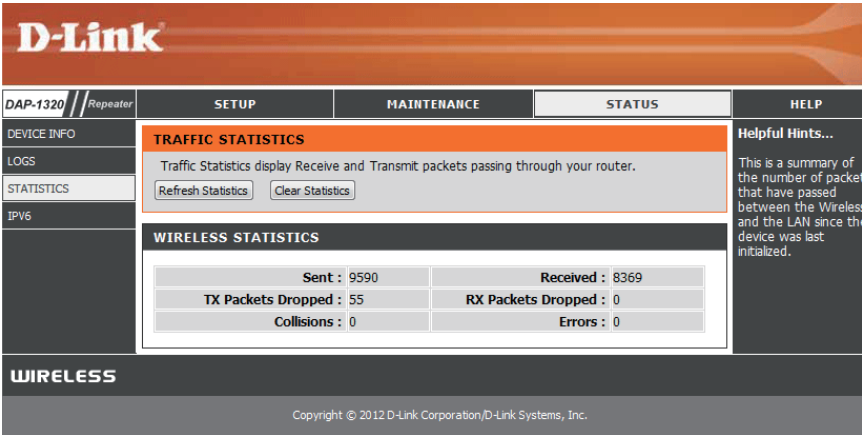 D-Link
DAP-1320 // Repeater
SETUP
MAINTENANCE
STATUS
HELP
DEVICE INFO
LOGS
STATISTICS
IPV6
TRAFFIC STATISTICS
Traffic Statistics display Receive and Transmit packets passing through your router.
Refresh Statistics
Clear Statistics
WIRELESS STATISTICS
Sent : 9590 Received : 8369
TX Packets Dropped : 55 RX Packets Dropped : 0
Collisions : 0 Errors : 0
Helpful Hints...
This is a summary of
the number of packet
that have passed
between the Wireless
and the LAN since the
device was last
initialized.
WIRELESS
Copyright © 2012 D-Link Corporation/D-Link Systems, Inc.